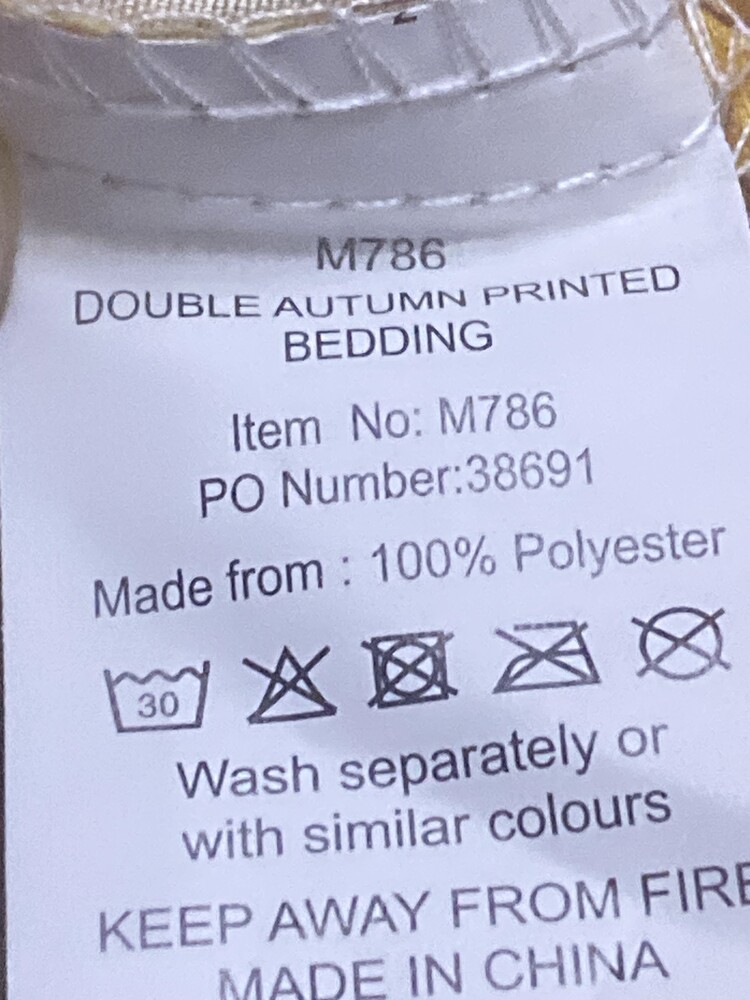 M786
DOUBLE AUTUMN PRINTED
BEDDING
Item No: M786
PO Number:38691
Made from : 100% Polyester
30
Wash separately or
with similar colours
KEEP AWAY FROM FIRE
MADE IN CHINA